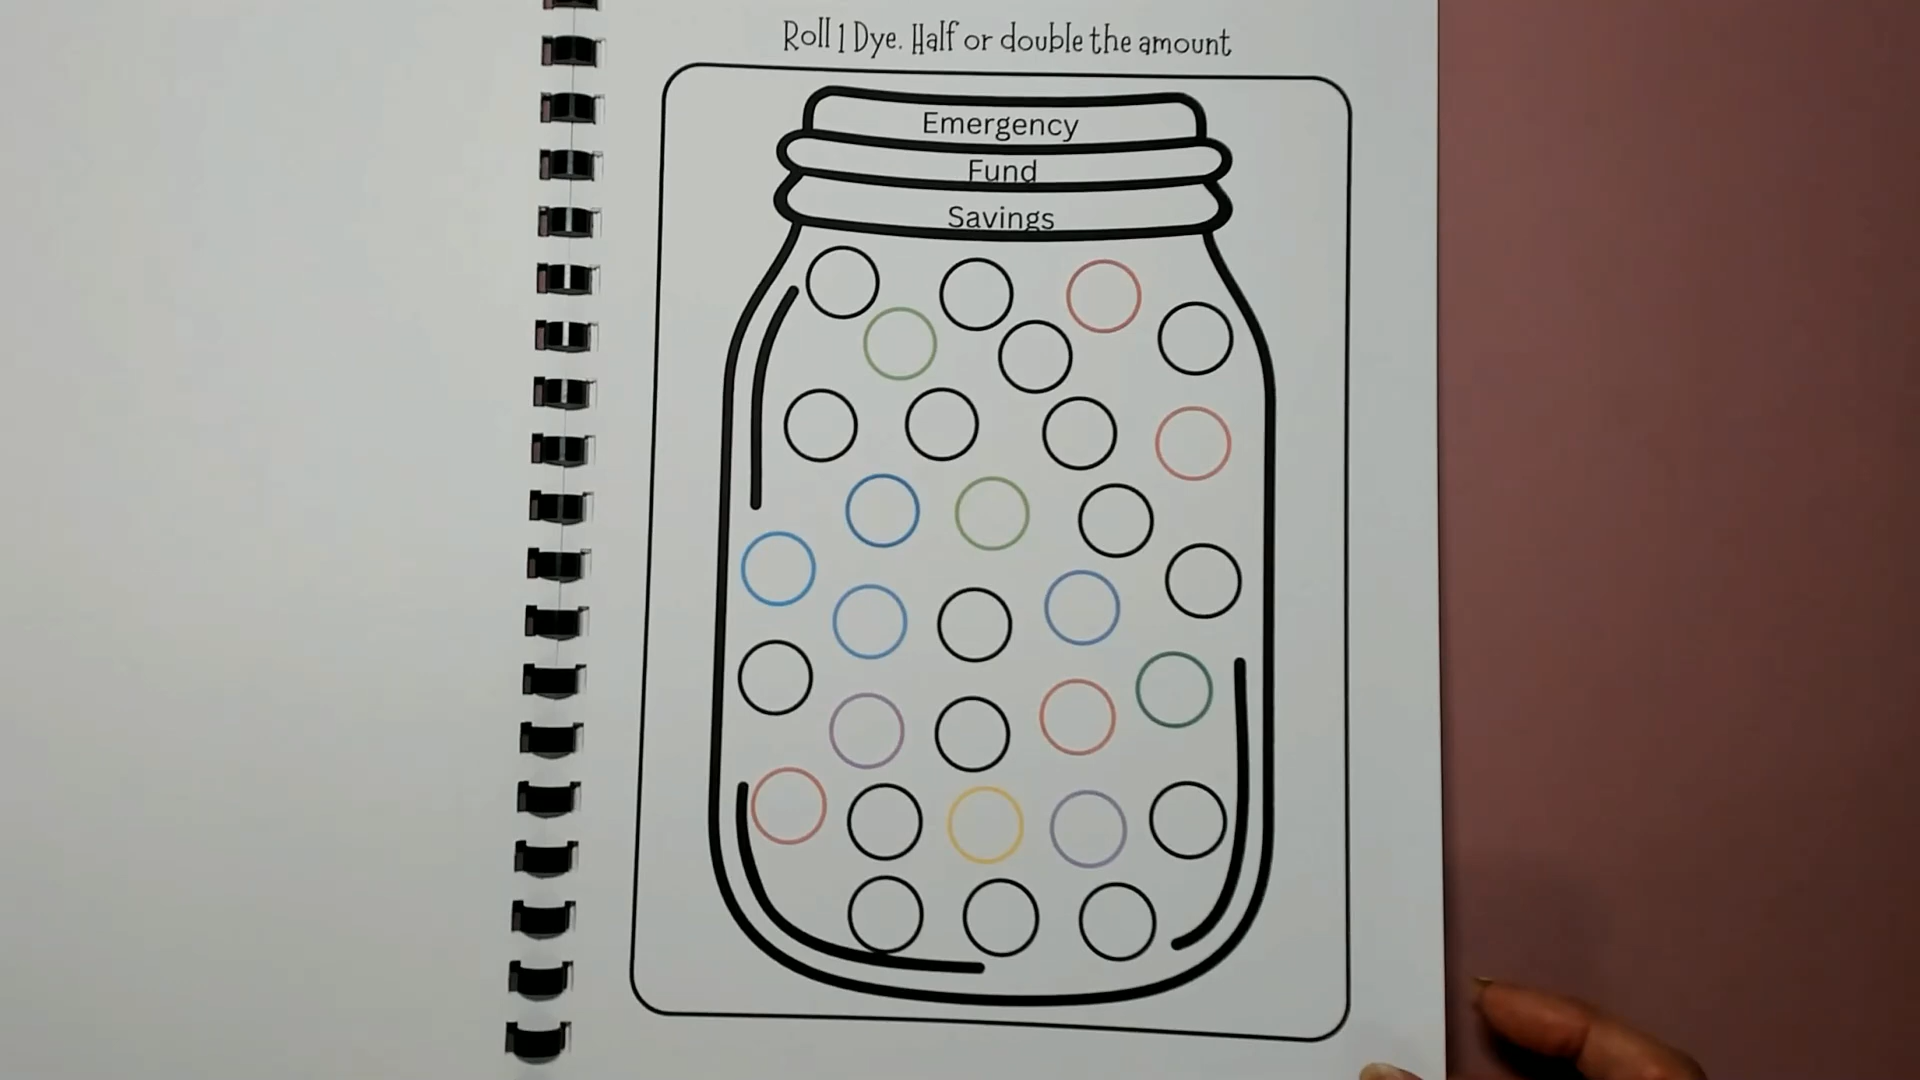 Roll 1 Dye. Half or double the amount
Emergency
Fund
Savings